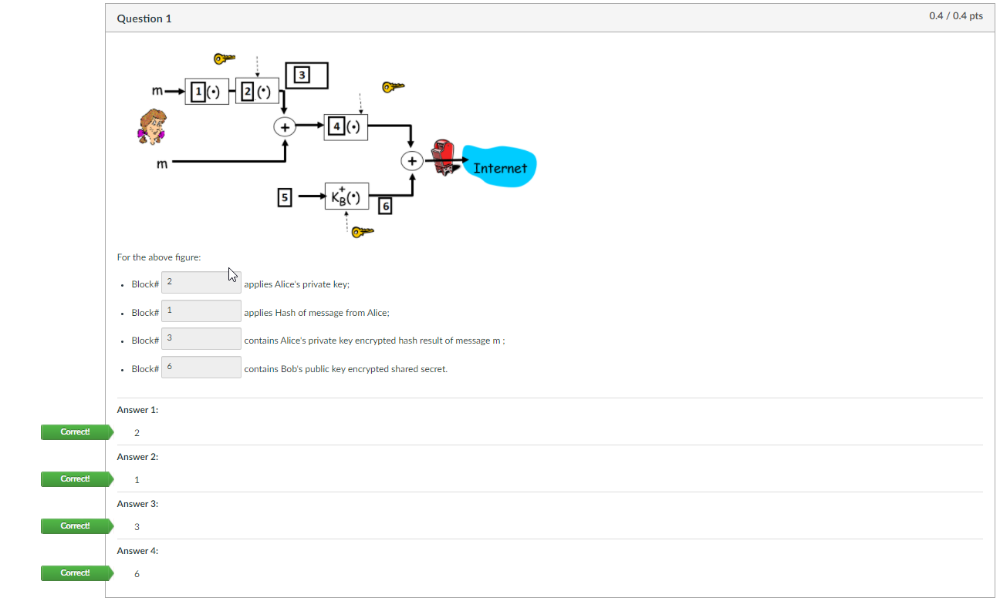 Question 1
0.4 / 0.4 pts
3
m 1 (•) 2 (•)
+ 4 (•)
m
+ Internet
5 K+B(•)
6
For the above figure:
• Block# 2 applies Alice's private key;
• Block# 1 applies Hash of message from Alice;
• Block# 3 contains Alice's private key encrypted hash result of message m ;
• Block# 6 contains Bob's public key encrypted shared secret.
Answer 1:
Correct! 2
Answer 2:
Correct! 1
Answer 3:
Correct! 3
Answer 4:
Correct! 6